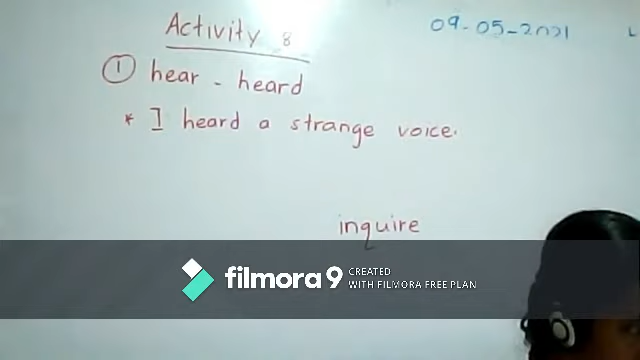 Activity 8
09-05-2021
① hear - heard
* I heard a strange voice.
inquire
filmora 9 CREATED
WITH FILMORA FREE PLAN